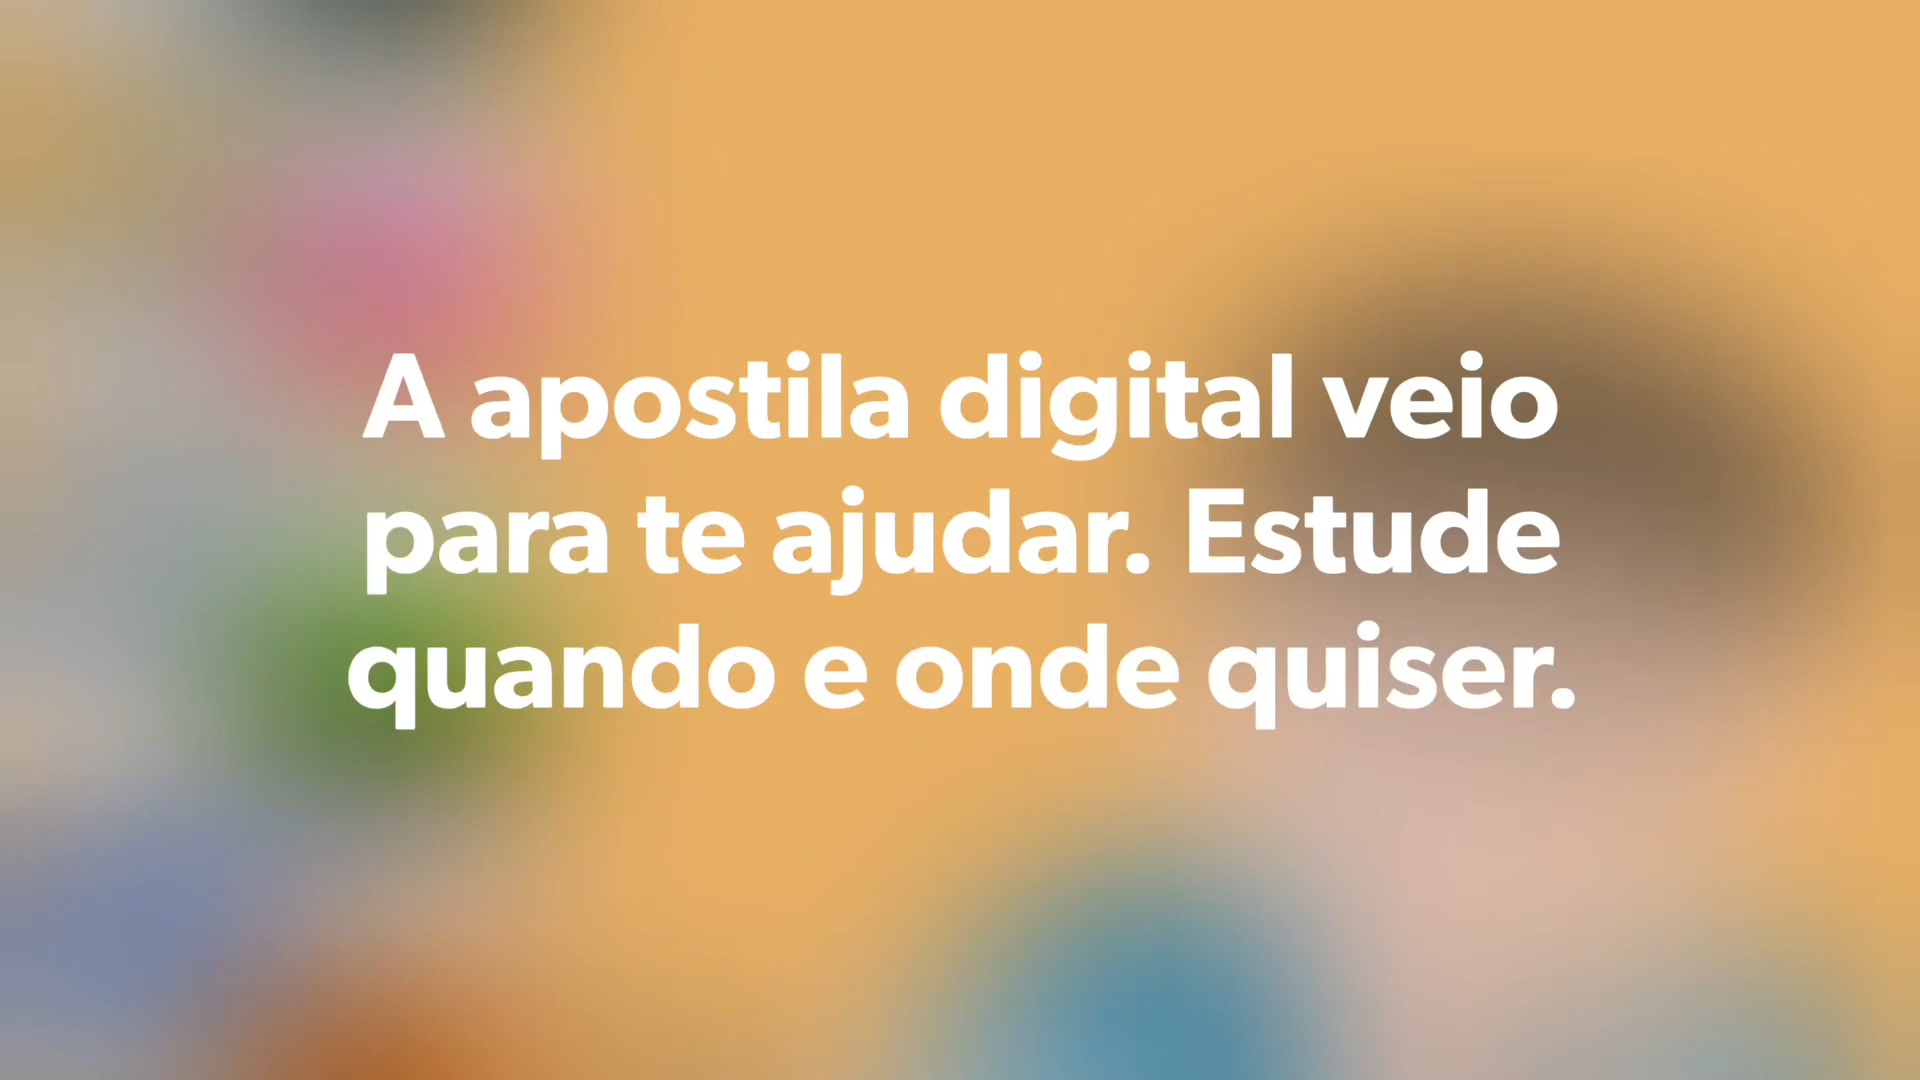 A apostila digital veio
para te ajudar. Estude
quando e onde quiser.